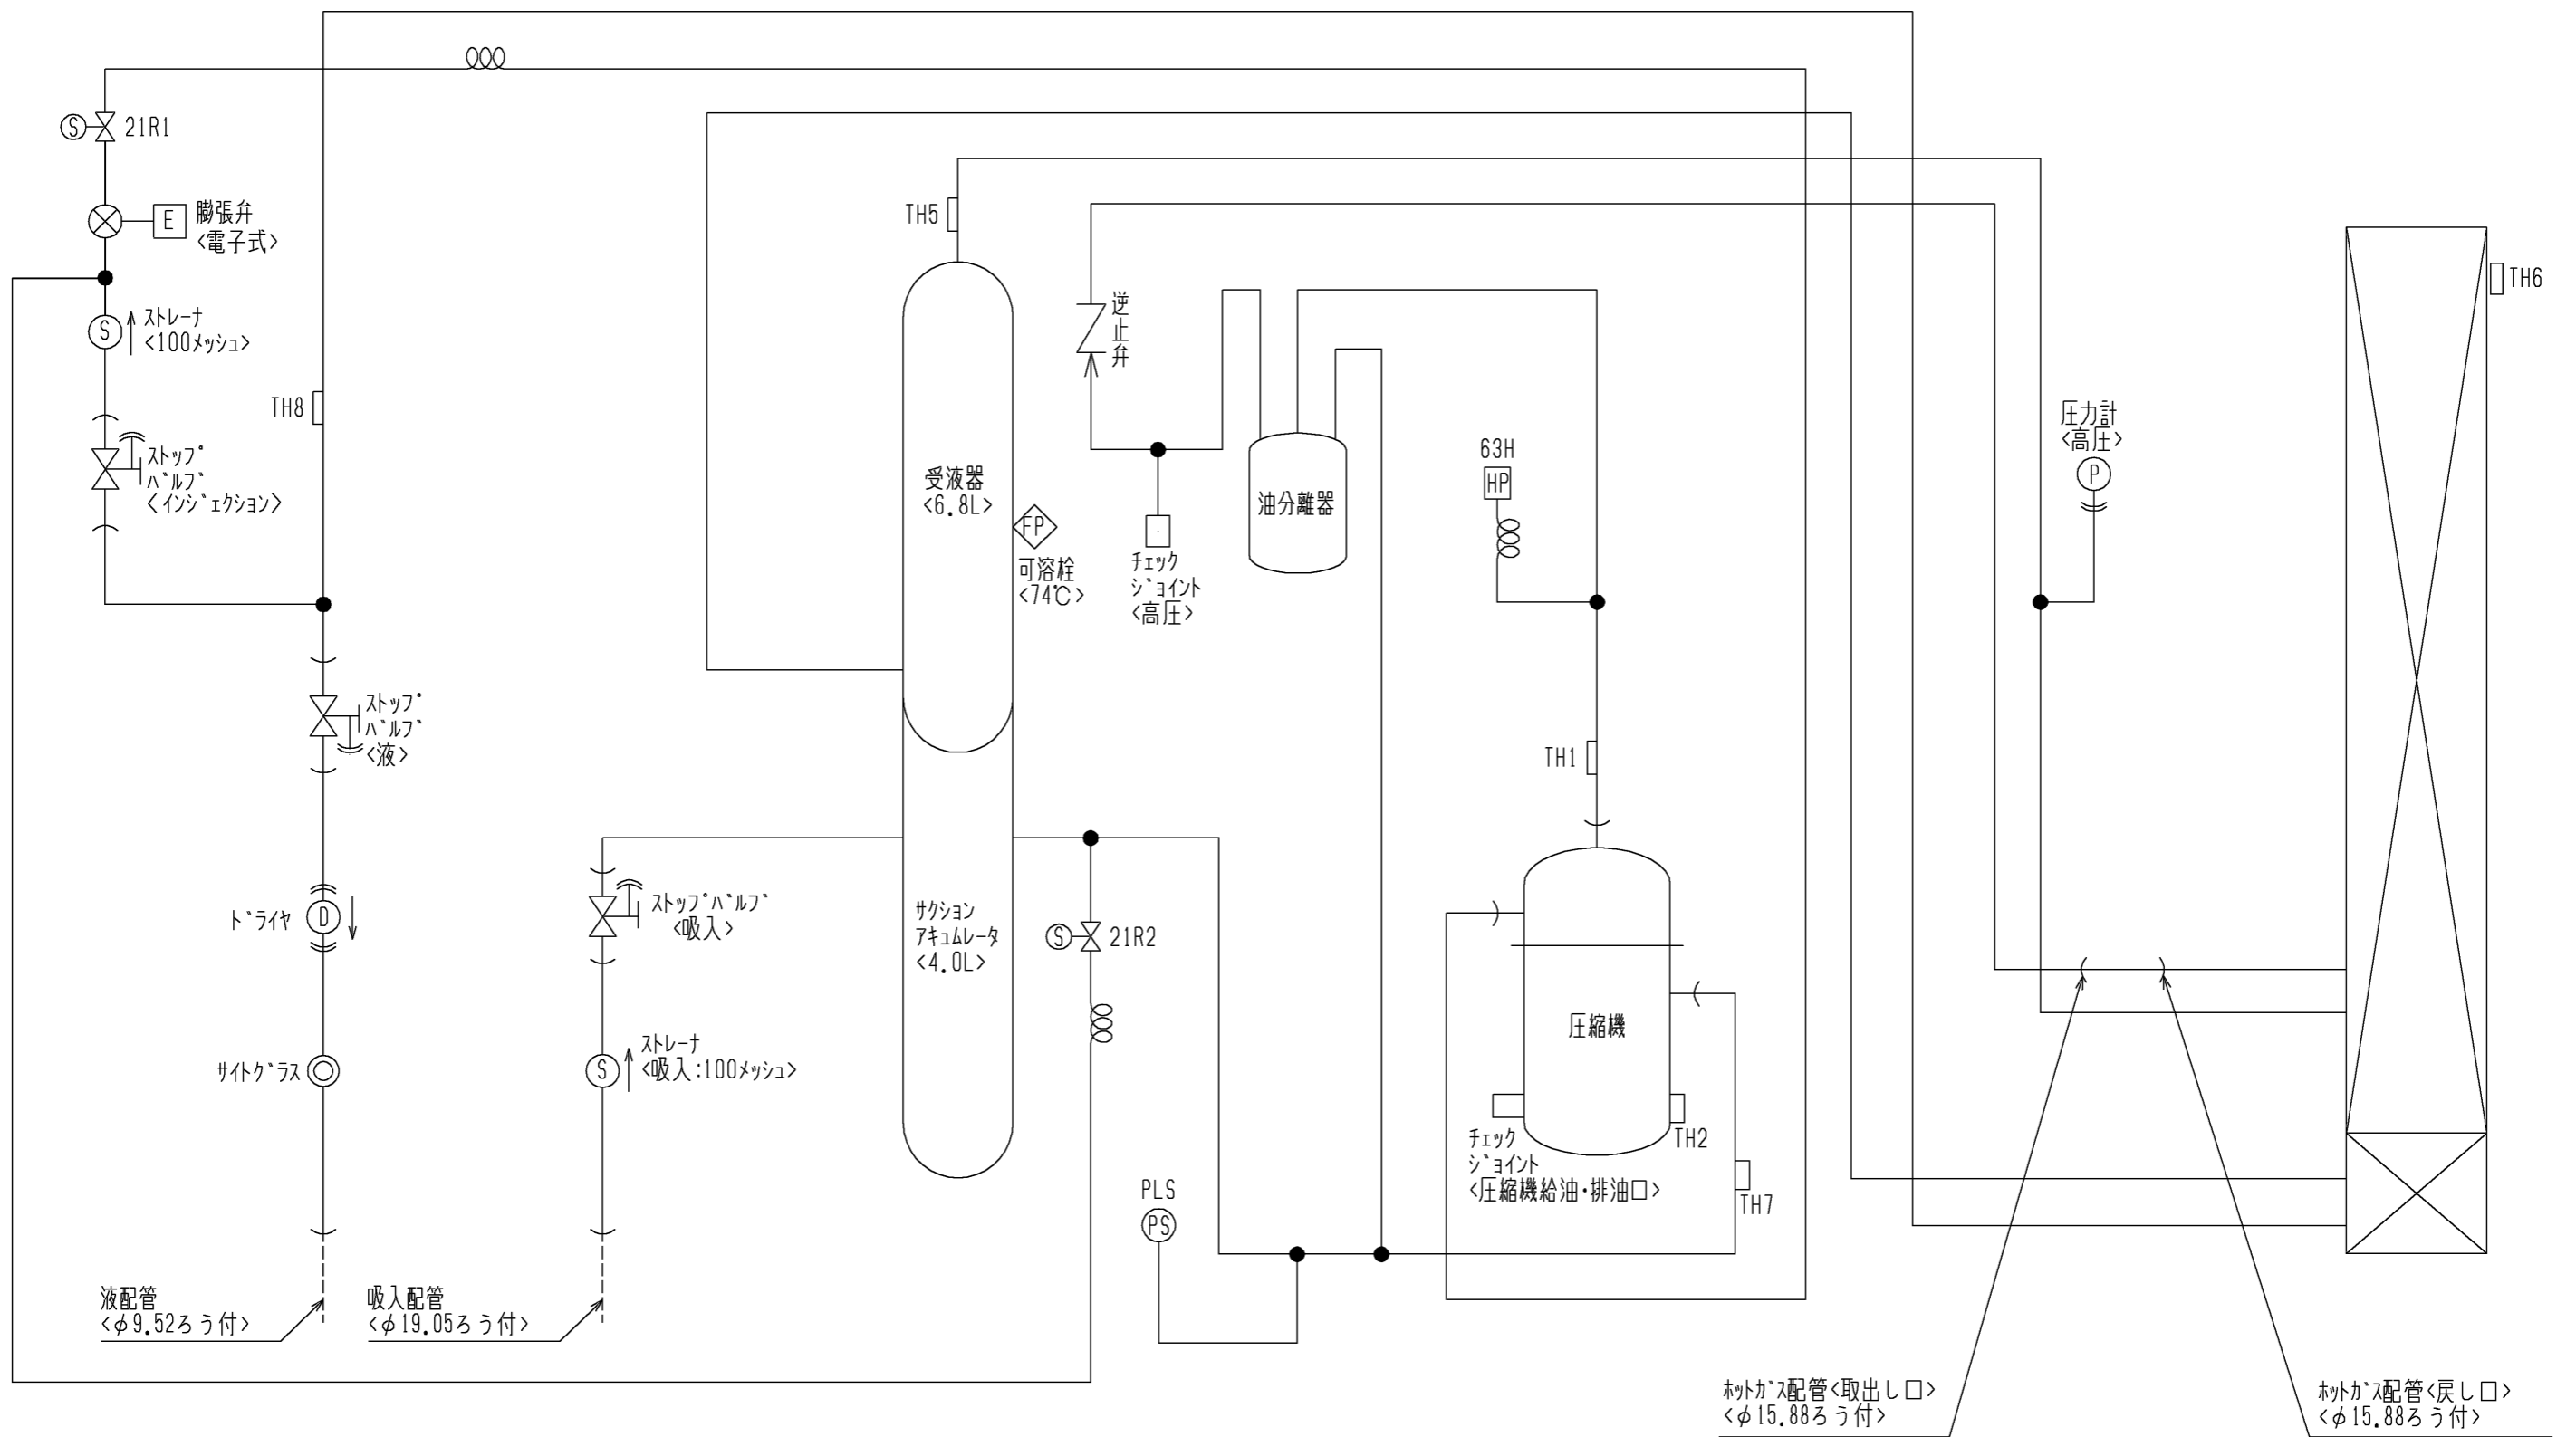 21R1
S
膨張弁
<電子式>
E
ストレーナ
<100メッシュ>
S
TH8
ストップ
バルブ
<インジェクション>
ストップ
バルブ
<液>
ドライヤ
D
サイトグラス
液配管
<φ9.52ろう付>
吸入配管
<φ19.05ろう付>
ストップバルブ
<吸入>
ストレーナ
<吸入:100メッシュ>
S
TH5
受液器
<6.8L>
FP
可溶栓
<74℃>
サクション
アキュムレータ
<4.0L>
S
21R2
逆止弁
チェック
ジョイント
<高圧>
油分離器
63H
HP
TH1
圧縮機
チェック
ジョイント
<圧縮機給油・排油口>
TH2
TH7
PLS
PS
圧力計
<高圧>
P
TH6
ホットガス配管<取出し口>
<φ15.88ろう付>
ホットガス配管<戻し口>
<φ15.88ろう付>